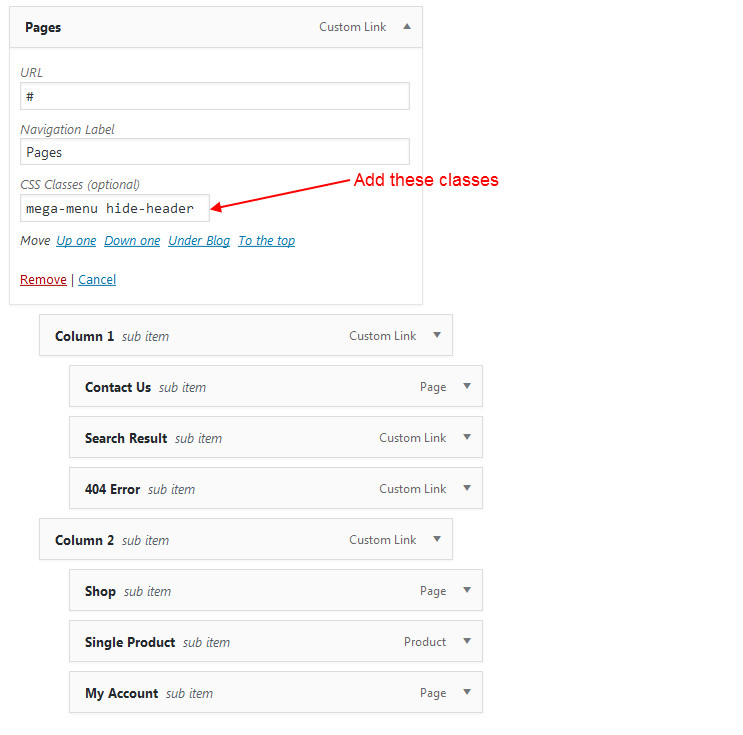 Pages Custom Link
URL
#
Navigation Label
Pages
CSS Classes (optional)
Add these classes
mega-menu hide-header
Move Up one Down one Under Blog To the top
Remove | Cancel
Column 1 sub item Custom Link
Contact Us sub item Page
Search Result sub item Custom Link
404 Error sub item Custom Link
Column 2 sub item Custom Link
Shop sub item Page
Single Product sub item Product
My Account sub item Page